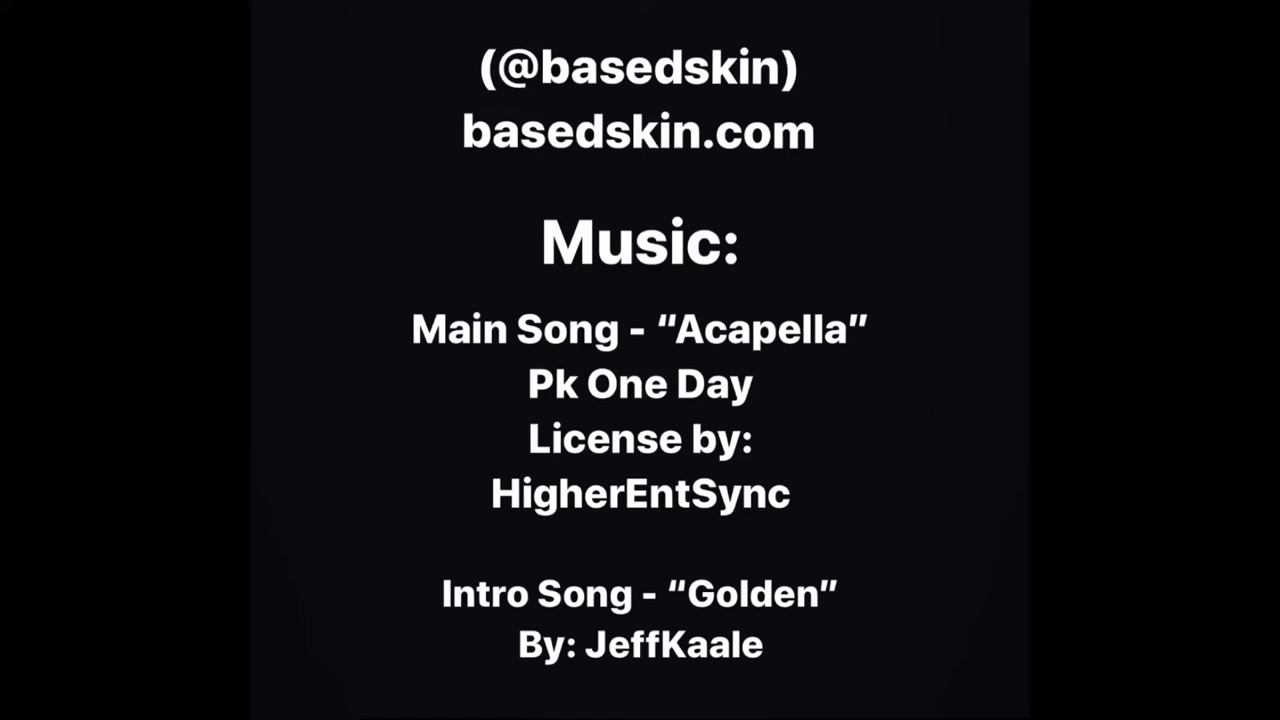 (@basedskin)
basedskin.com
Music:
Main Song - “Acapella”
Pk One Day
License by:
HigherEntSync
Intro Song - “Golden”
By: JeffKaale